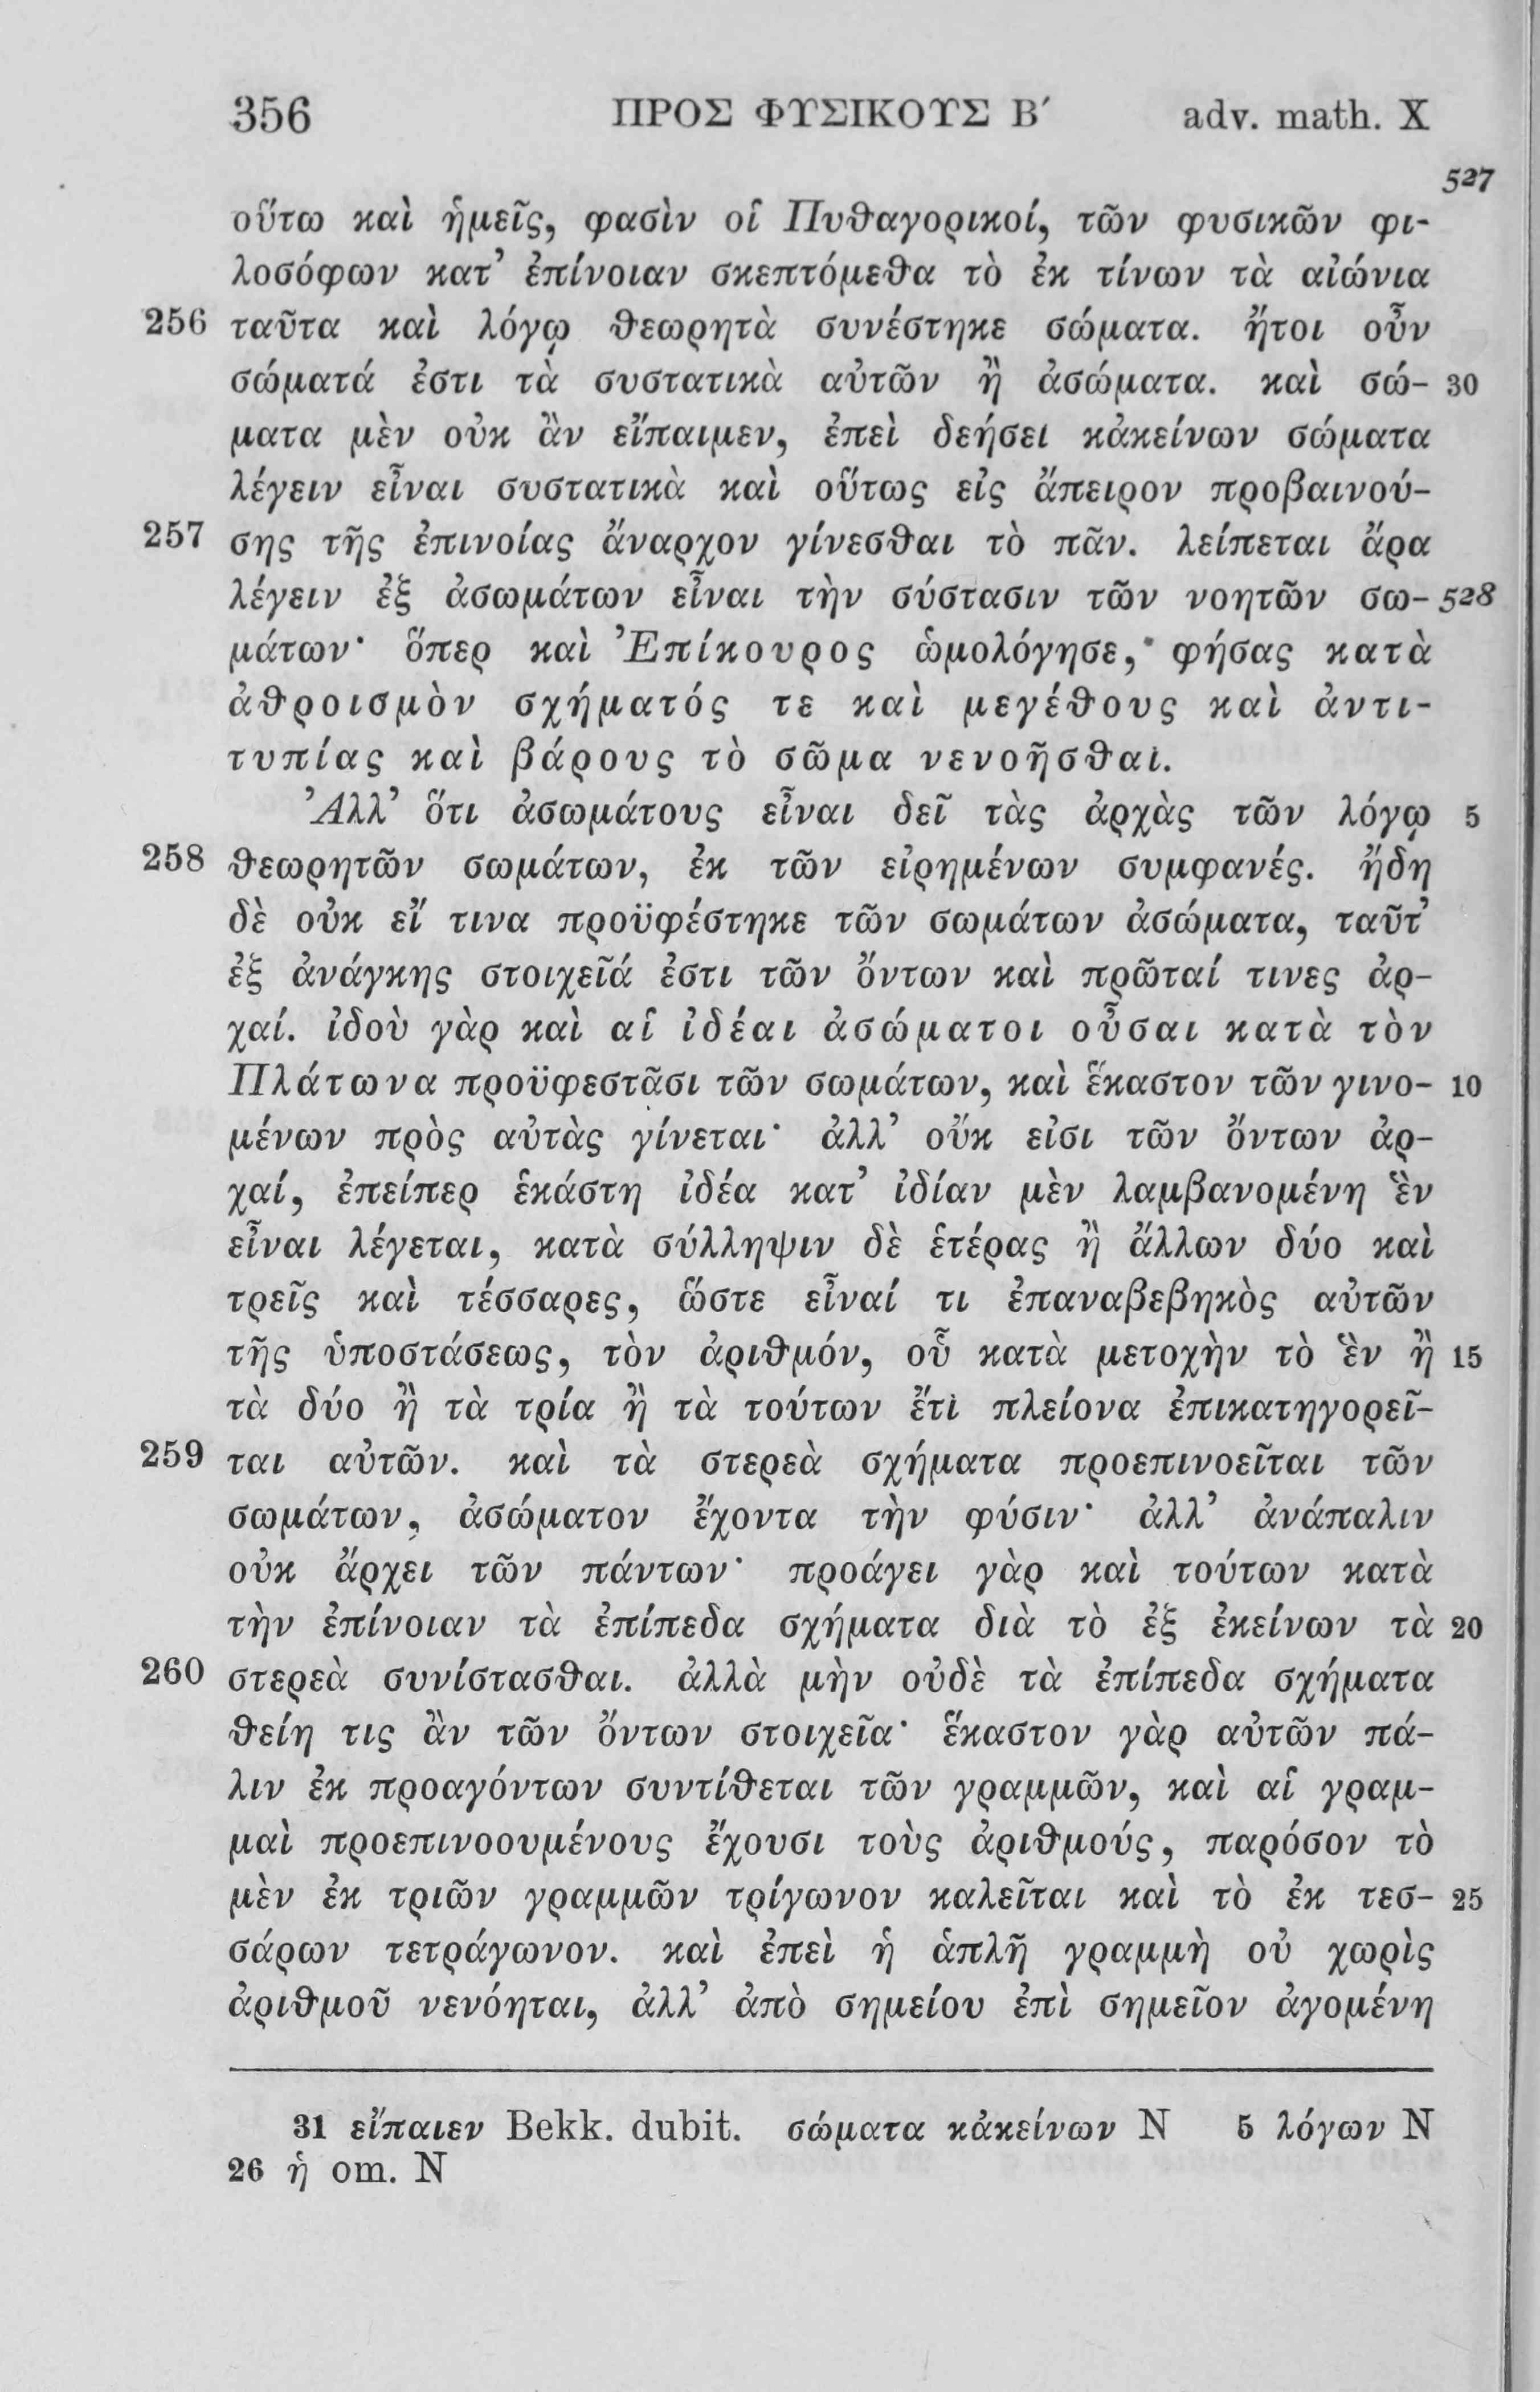 356 ΠΡΟΣ ΦΥΣΙΚΟΥΣ Β′ adv. math. X
527
οὕτω καὶ ἡμεῖς, φασὶν οἱ Πυθαγορικοί, τῶν φυσικῶν φι-
λοσόφων κατ’ ἐπίνοιαν σκεπτόμεθα τὸ ἐκ τίνων τὰ αἰώνια
256 ταῦτα καὶ λόγῳ θεωρητὰ συνέστηκε σώματα. ἤτοι οὖν
σώματά ἐστι τὰ συστατικὰ αὐτῶν ἢ ἀσώματα. καὶ σώ- 30
ματα μὲν οὐκ ἂν εἴπαιμεν, ἐπεὶ δεήσει κἀκείνων σώματα
λέγειν εἶναι συστατικὰ καὶ οὕτως εἰς ἄπειρον προβαινού-
257 σης τῆς ἐπινοίας ἄναρχον γίνεσθαι τὸ πᾶν. λείπεται ἄρα
λέγειν ἐξ ἀσωμάτων εἶναι τὴν σύστασιν τῶν νοητῶν σω- 528
μάτων· ὅπερ καὶ Ἐπίκουρος ὡμολόγησε, φήσας κατὰ
ἀθροισμὸν σχήματός τε καὶ μεγέθους καὶ ἀντι-
τυπίας καὶ βάρους τὸ σῶμα νενοῆσθαι.
Ἀλλ’ ὅτι ἀσωμάτους εἶναι δεῖ τὰς ἀρχὰς τῶν λόγῳ 5
258 θεωρητῶν σωμάτων, ἐκ τῶν εἰρημένων συμφανές. ἤδη
δὲ οὐκ εἴ τινα προϋφέστηκε τῶν σωμάτων ἀσώματα, ταῦτ’
ἐξ ἀνάγκης στοιχεῖά ἐστι τῶν ὄντων καὶ πρῶταί τινες ἀρ-
χαί. ἰδοὺ γὰρ καὶ αἱ ἰδέαι ἀσώματοι οὖσαι κατὰ τὸν
Πλάτωνα προϋφεστᾶσι τῶν σωμάτων, καὶ ἕκαστον τῶν γινο- 10
μένων πρὸς αὐτὰς γίνεται· ἀλλ’ οὔκ εἰσι τῶν ὄντων ἀρ-
χαί, ἐπείπερ ἑκάστη ἰδέα κατ’ ἰδίαν μὲν λαμβανομένη ἓν
εἶναι λέγεται, κατὰ σύλληψιν δὲ ἑτέρας ἢ ἄλλων δύο καὶ
τρεῖς καὶ τέσσαρες, ὥστε εἶναί τι ἐπαναβεβηκὸς αὐτῶν
τῆς ὑποστάσεως, τὸν ἀριθμόν, οὗ κατὰ μετοχὴν τὸ ἓν ἢ 15
τὰ δύο ἢ τὰ τρία ἢ τὰ τούτων ἔτι πλείονα ἐπικατηγορεῖ-
259 ται αὐτῶν. καὶ τὰ στερεὰ σχήματα προεπινοεῖται τῶν
σωμάτων, ἀσώματον ἔχοντα τὴν φύσιν· ἀλλ’ ἀνάπαλιν
οὐκ ἄρχει τῶν πάντων· προάγει γὰρ καὶ τούτων κατὰ
τὴν ἐπίνοιαν τὰ ἐπίπεδα σχήματα διὰ τὸ ἐξ ἐκείνων τὰ 20
260 στερεὰ συνίστασθαι. ἀλλὰ μὴν οὐδὲ τὰ ἐπίπεδα σχήματα
θείη τις ἂν τῶν ὄντων στοιχεῖα· ἕκαστον γὰρ αὐτῶν πά-
λιν ἐκ προαγόντων συντίθεται τῶν γραμμῶν, καὶ αἱ γραμ-
μαὶ προεπινοουμένους ἔχουσι τοὺς ἀριθμούς, παρόσον τὸ
μὲν ἐκ τριῶν γραμμῶν τρίγωνον καλεῖται καὶ τὸ ἐκ τεσ- 25
σάρων τετράγωνον. καὶ ἐπεὶ ἡ ἁπλῆ γραμμὴ οὐ χωρὶς
ἀριθμοῦ νενόηται, ἀλλ’ ἀπὸ σημείου ἐπὶ σημεῖον ἀγομένη
31 εἴπαιεν Bekk. dubit. σώματα κἀκείνων N 5 λόγων N
26 ἡ om. N